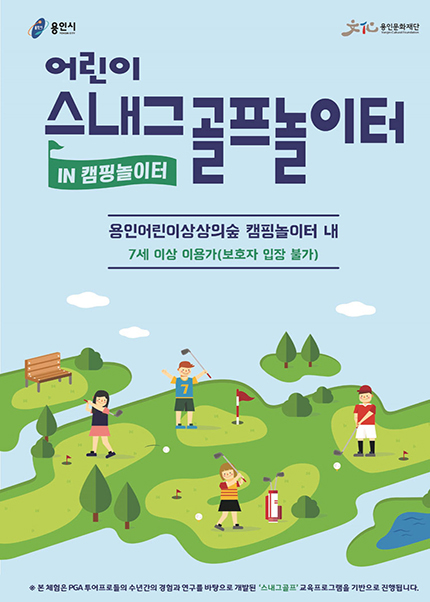 용인시
용인문화재단
어린이
스내그골프놀이터
IN 캠핑놀이터
용인어린이상상의숲 캠핑놀이터 내
7세 이상 이용가(보호자 입장 불가)
7
※ 본 체험은 PGA 투어프로들의 수년간의 경험과 연구를 바탕으로 개발된 '스내그골프' 교육프로그램을 기반으로 진행됩니다.